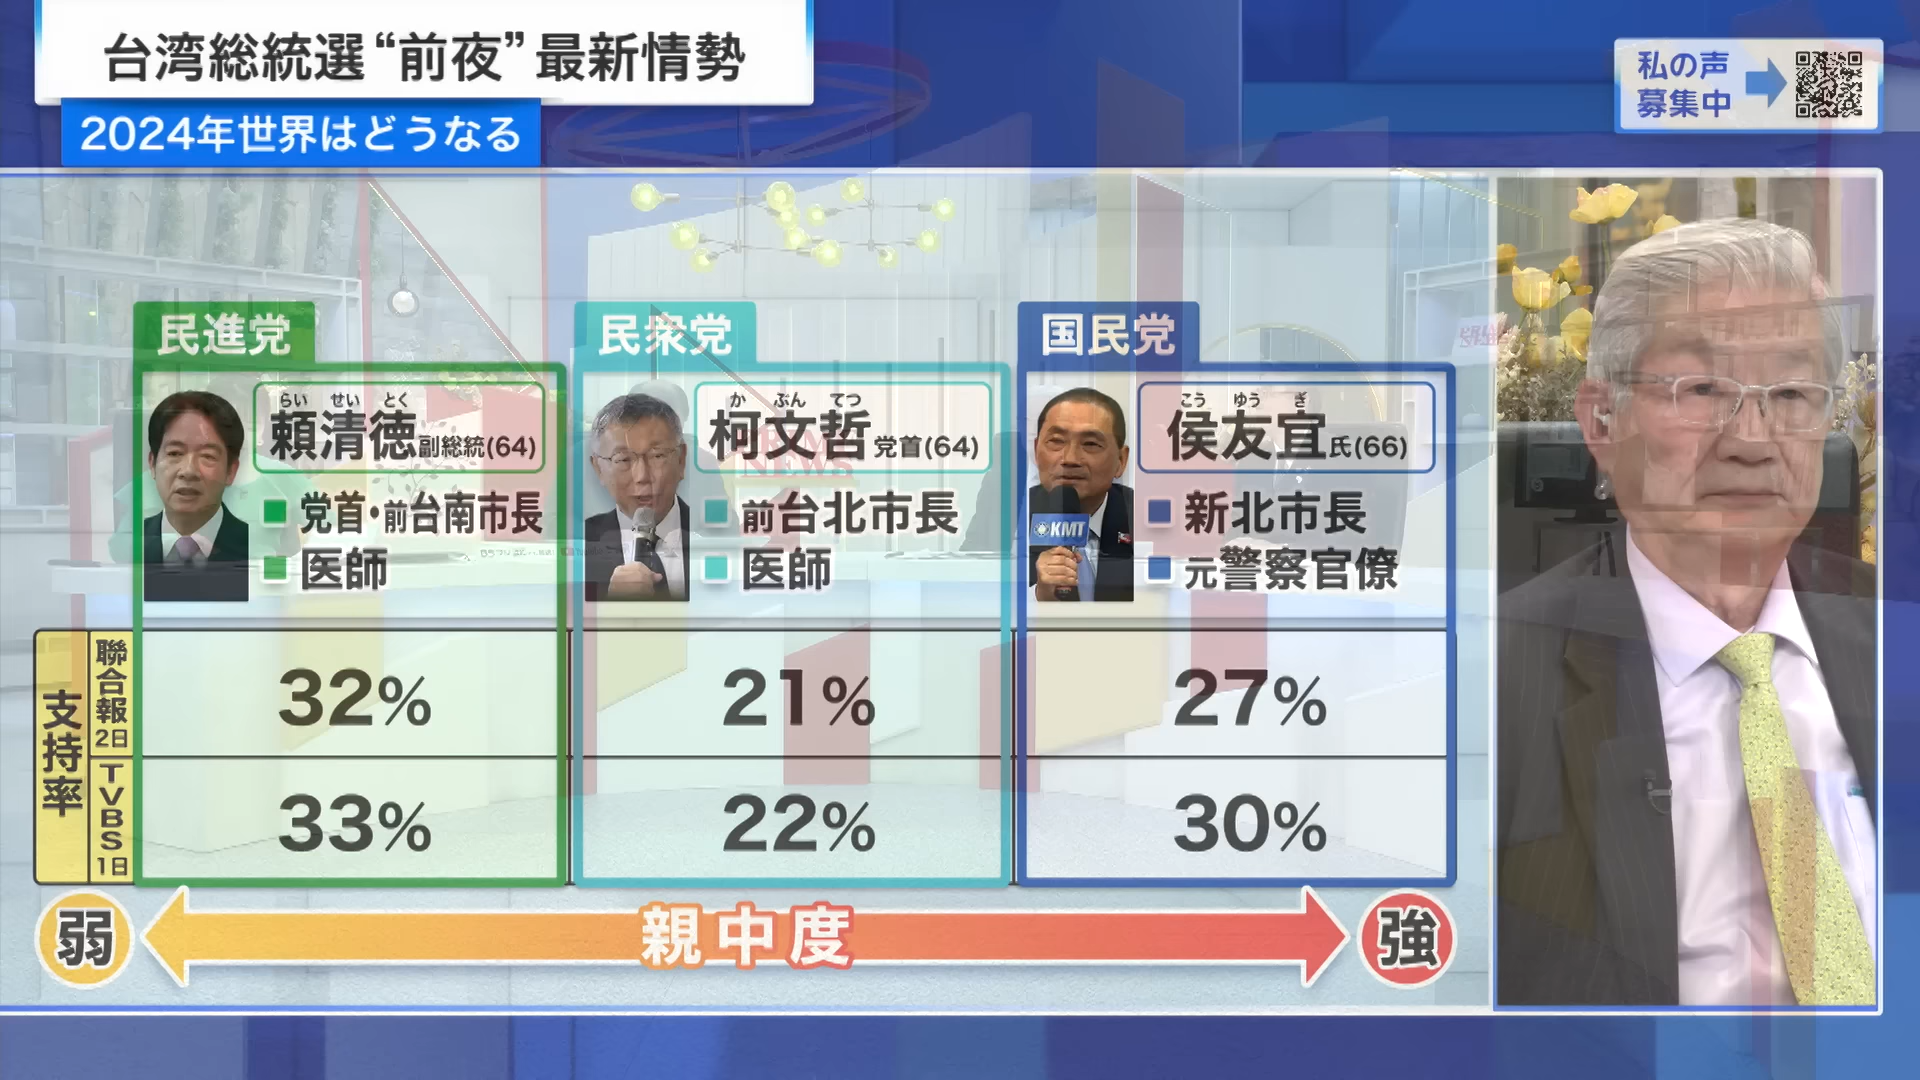 台湾総統選“前夜”最新情勢
2024年世界はどうなる
私の声
募集中
民進党
らい せい とく
頼清徳副総統(64)
■党首・前台南市長
■医師
民衆党
か ぶん てつ
柯文哲党首(64)
■前台北市長
■医師
国民党
こう ゆう ぎ
侯友宜氏(66)
■新北市長
■元警察官僚
KMT
支持率
聯合報2日
32%
21%
27%
TVBS1日
33%
22%
30%
弱
親中度
強
PRIME
NEWS